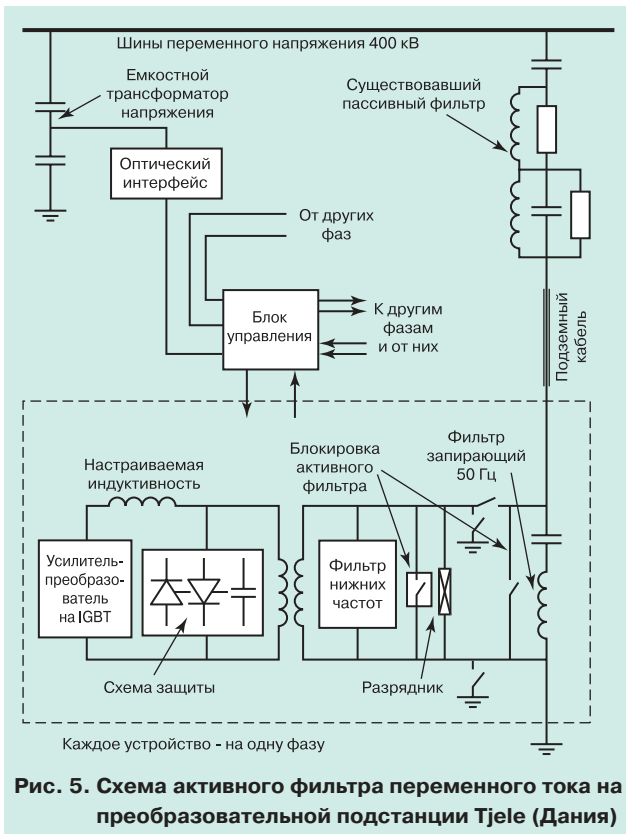 Шины переменного напряжения 400 кВ
Емкостной
трансформатор
напряжения
Существовавший
пассивный фильтр
Оптический
интерфейс
От других
фаз
Блок
управления
К другим
фазам
и от них
Подземный
кабель
Настраиваемая
индуктивность
Блокировка
активного
фильтра
Фильтр
запирающий
50 Гц
Усилитель-
преобразо-
ватель
на IGBT
Фильтр
нижних
частот
Схема защиты
Разрядник
Каждое устройство - на одну фазу
Рис. 5. Схема активного фильтра переменного тока на
преобразовательной подстанции Tjele (Дания)